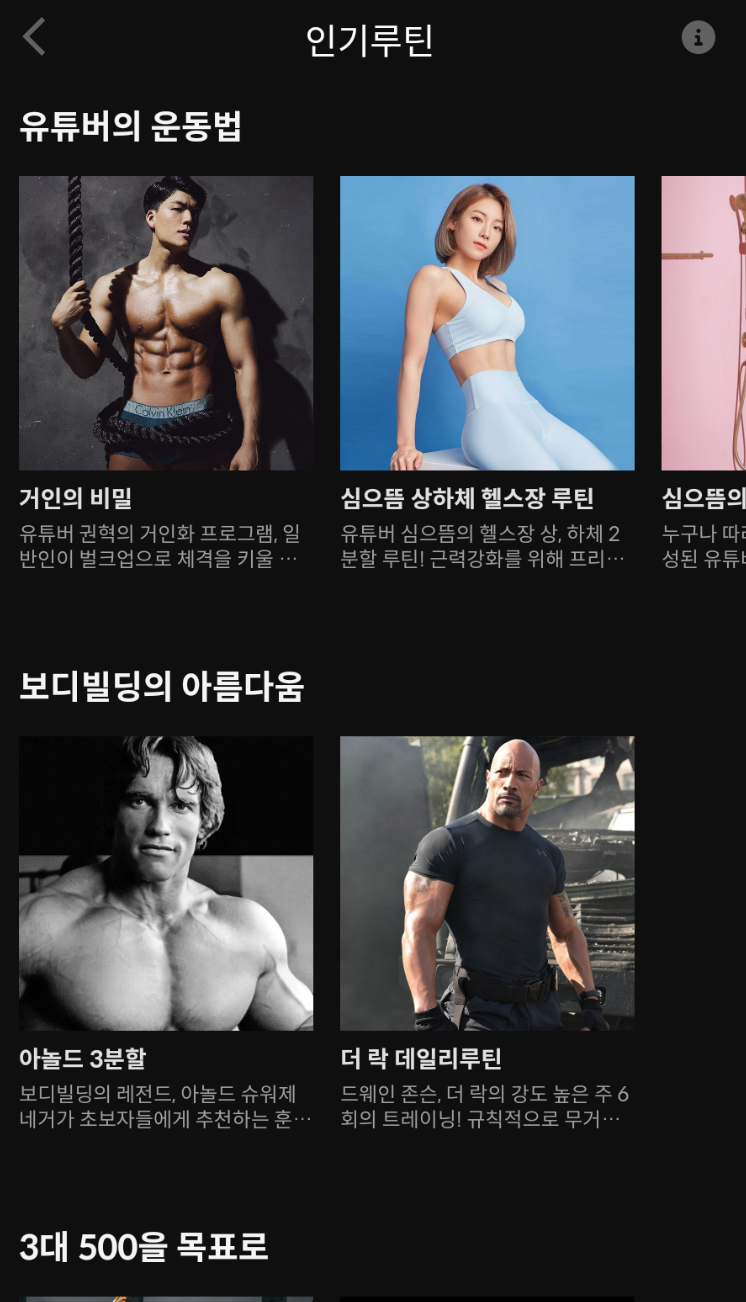 인기루틴
유튜버의 운동법
Calvin Klein
거인의 비밀
유튜버 권혁의 거인화 프로그램, 일
반인이 벌크업으로 체격을 키울 …
심으뜸 상하체 헬스장 루틴
유튜버 심으뜸의 헬스장 상, 하체 2
분할 루틴! 근력강화를 위해 프리…
심으뜸의
누구나 따라
성된 유튜버
보디빌딩의 아름다움
아놀드 3분할
보디빌딩의 레전드, 아놀드 슈워제
네거가 초보자들에게 추천하는 훈…
더 락 데일리루틴
드웨인 존슨, 더 락의 강도 높은 주 6
회의 트레이닝! 규칙적으로 무거…
3대 500을 목표로